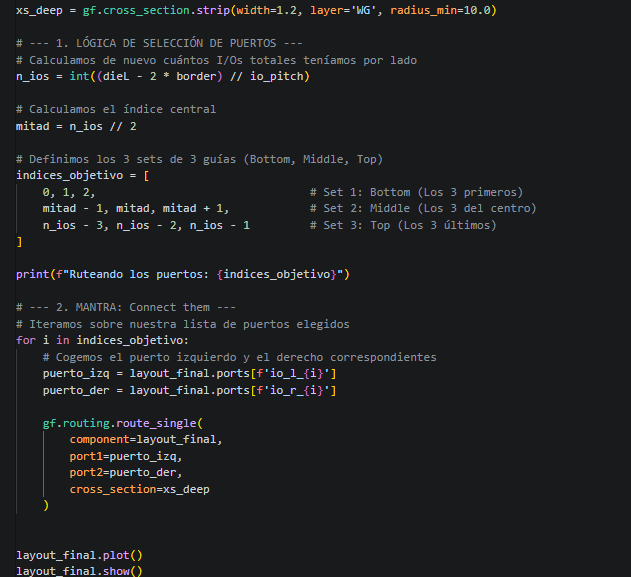 xs_deep = gf.cross_section.strip(width=1.2, layer='WG', radius_min=10.0)
# --- 1. LÓGICA DE SELECCIÓN DE PUERTOS ---
# Calculamos de nuevo cuántos I/Os totales teníamos por lado
n_ios = int((dieL - 2 * border) // io_pitch)
# Calculamos el índice central
mitad = n_ios // 2
# Definimos los 3 sets de 3 guías (Bottom, Middle, Top)
indices_objetivo = [
    0, 1, 2,                                # Set 1: Bottom (Los 3 primeros)
    mitad - 1, mitad, mitad + 1,            # Set 2: Middle (Los 3 del centro)
    n_ios - 3, n_ios - 2, n_ios - 1         # Set 3: Top (Los 3 últimos)
]
print(f"Ruteando los puertos: {indices_objetivo}")
# --- 2. MANTRA: Connect them ---
# Iteramos sobre nuestra lista de puertos elegidos
for i in indices_objetivo:
    # Cogemos el puerto izquierdo y el derecho correspondientes
    puerto_izq = layout_final.ports[f'io_l_{i}']
    puerto_der = layout_final.ports[f'io_r_{i}']
    gf.routing.route_single(
        component=layout_final,
        port1=puerto_izq,
        port2=puerto_der,
        cross_section=xs_deep
    )
layout_final.plot()
layout_final.show()